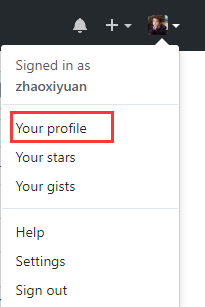 Signed in as
zhaoxiyuan
Your profile
Your stars
Your gists
Help
Settings
Sign out